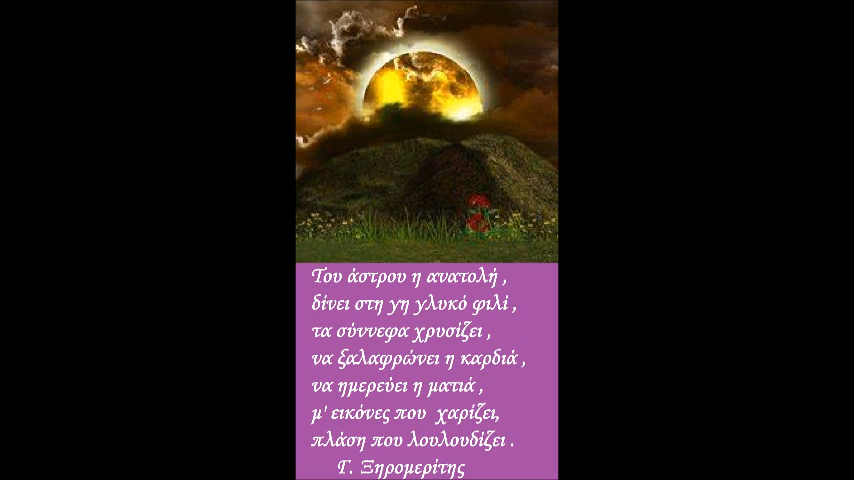 Του άστρου η ανατολή ,
δίνει στη γη γλυκό φιλί ,
τα σύννεφα χρυσίζει ,
να ξαλαφρώνει η καρδιά ,
να ημερεύει η ματιά ,
μ' εικόνες που  χαρίζει,
πλάση που λουλουδίζει .
Γ. Ξηρομερίτης